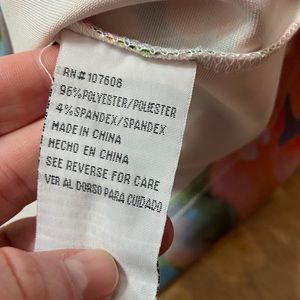 RN#107608
96%POLYESTER/POLIESTER
4%SPANDEX/SPANDEX
MADE IN CHINA
HECHO EN CHINA
SEE REVERSE FOR CARE
VER AL DORSO PARA CUIDADO